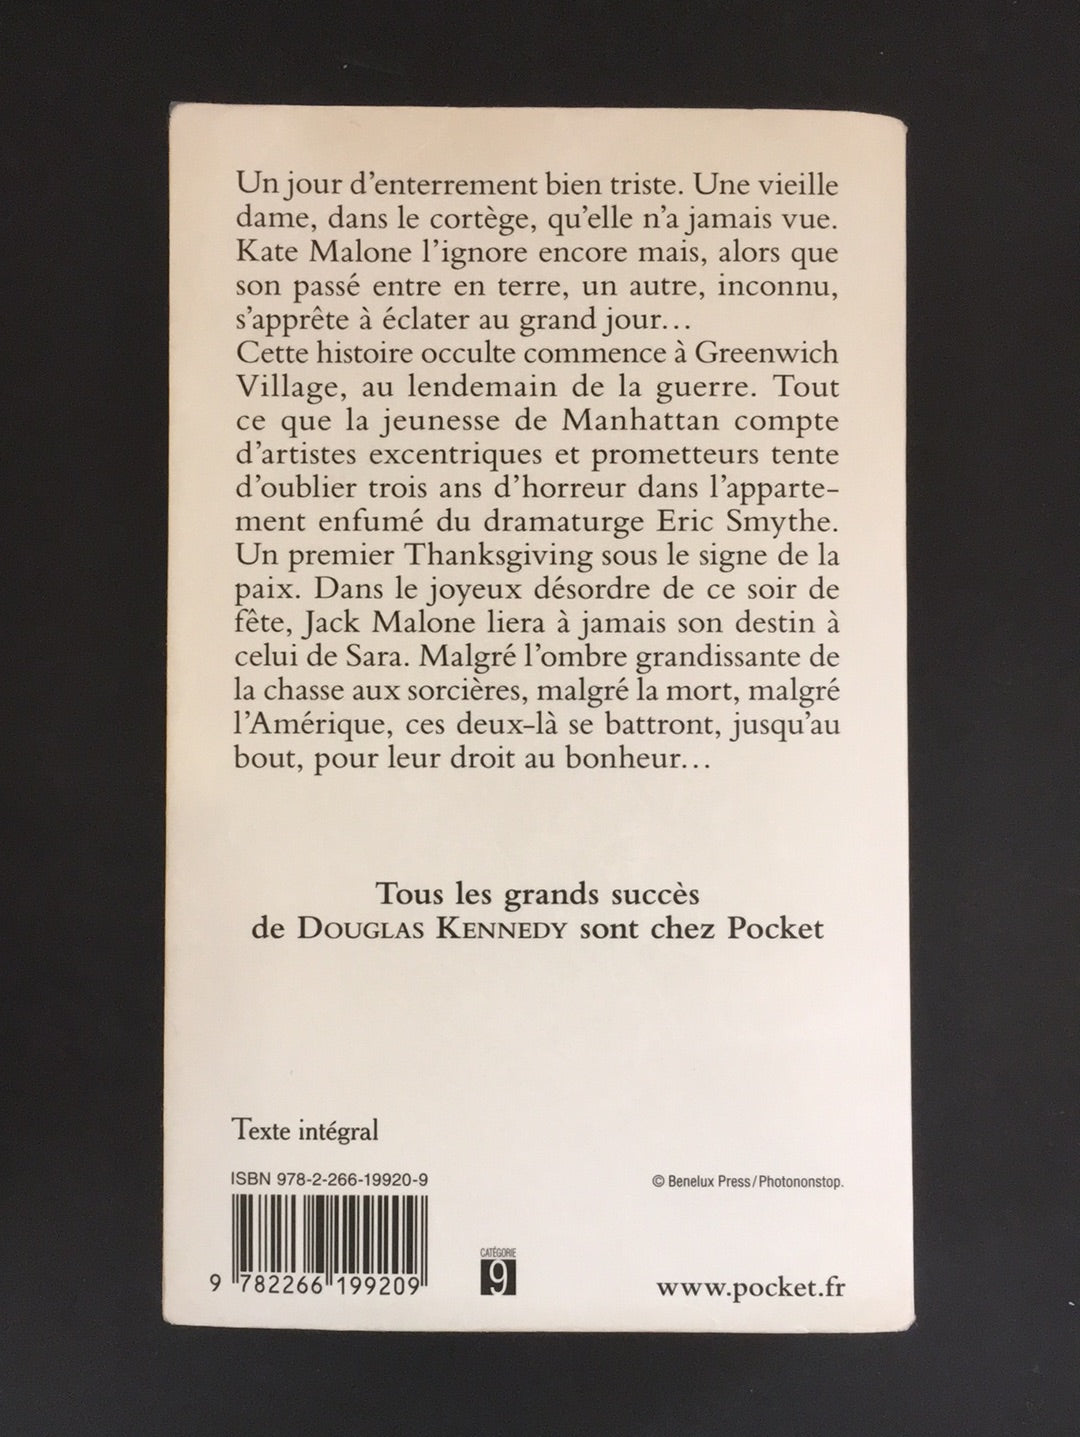 Un jour d'enterrement bien triste. Une vieille
dame, dans le cortège, qu'elle n'a jamais vue.
Kate Malone l'ignore encore mais, alors que
son passé entre en terre, un autre, inconnu,
s'apprête à éclater au grand jour...
Cette histoire occulte commence à Greenwich
Village, au lendemain de la guerre. Tout
ce que la jeunesse de Manhattan compte
d'artistes excentriques et prometteurs tente
d'oublier trois ans d'horreur dans l'apparte-
ment enfumé du dramaturge Eric Smythe.
Un premier Thanksgiving sous le signe de la
paix. Dans le joyeux désordre de ce soir de
fête, Jack Malone liera à jamais son destin à
celui de Sara. Malgré l'ombre grandissante de
la chasse aux sorcières, malgré la mort, malgré
l'Amérique, ces deux-là se battront, jusqu'au
bout, pour leur droit au bonheur...
Tous les grands succès
de DOUGLAS KENNEDY sont chez Pocket
Texte intégral
ISBN 978-2-266-19920-9
© Benelux Press/Photononstop.
9 782266 199209
CATÉGORIE
9
www.pocket.fr